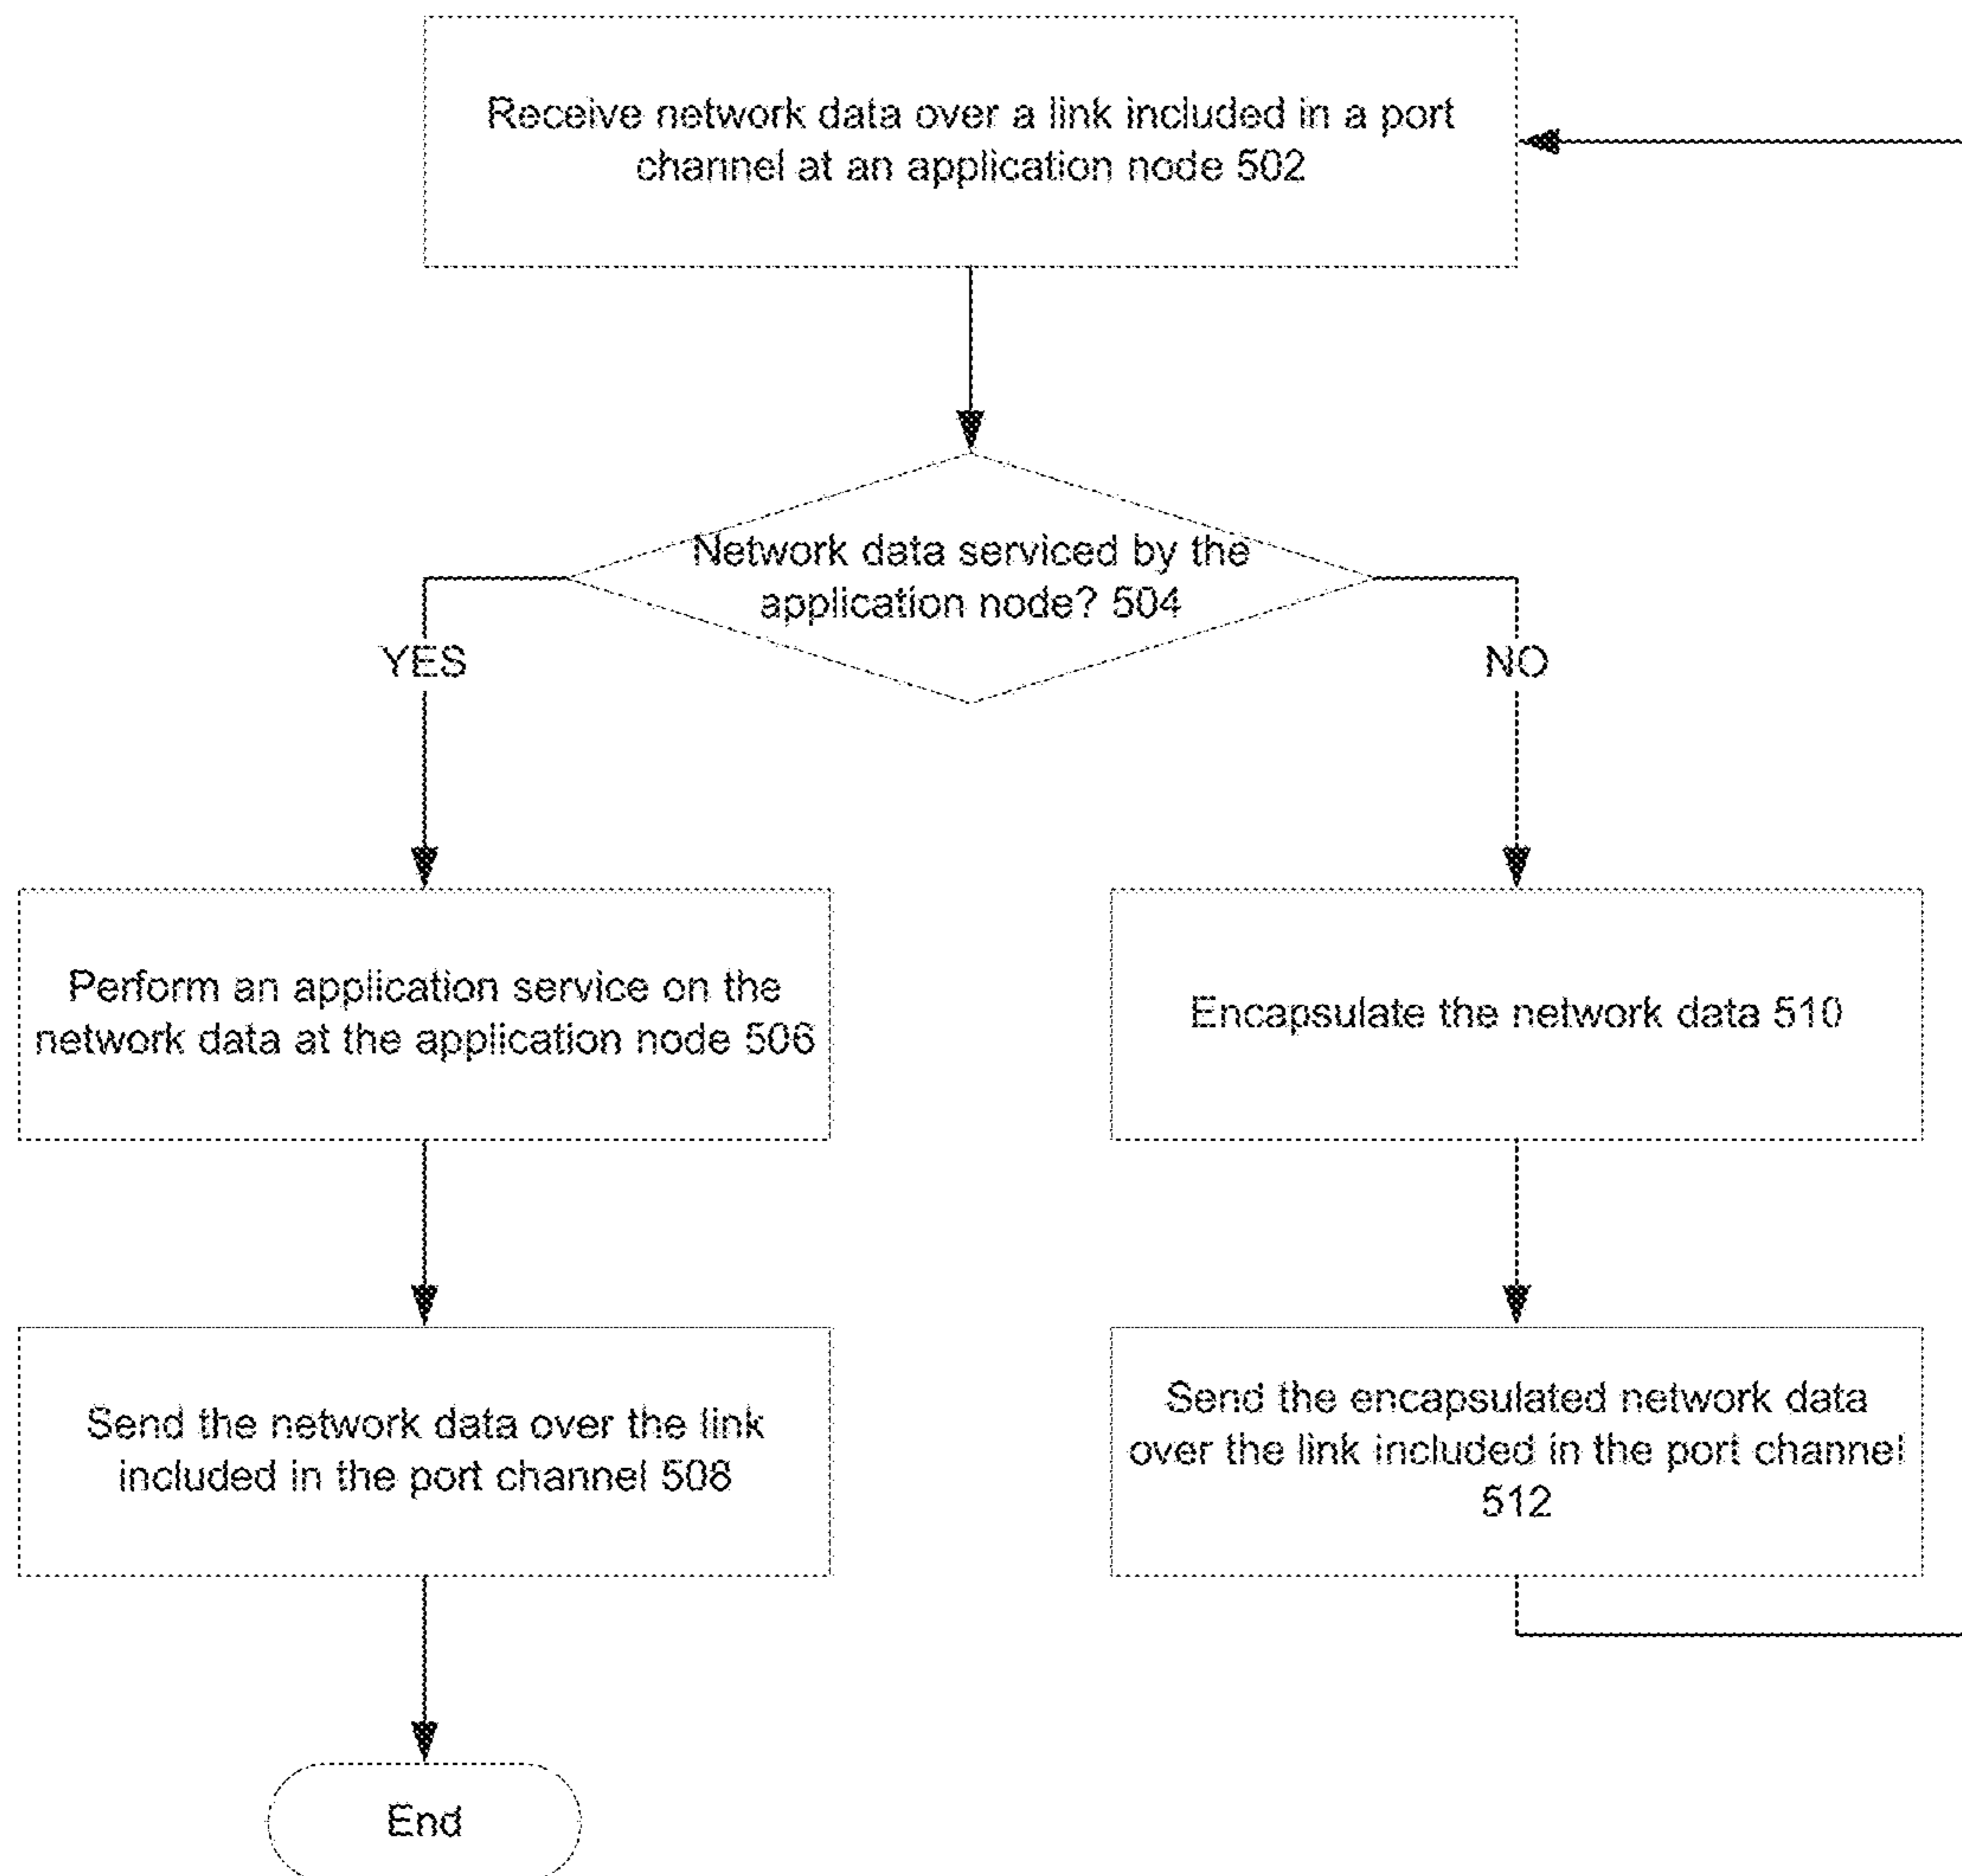 Receive network data over a link included in a port
channel at an application node 502
Network data serviced by the
application node? 504
YES
NO
Perform an application service on the
network data at the application node 506
Encapsulate the network data 510
Send the network data over the link
included in the port channel 508
Send the encapsulated network data
over the link included in the port channel
512
End